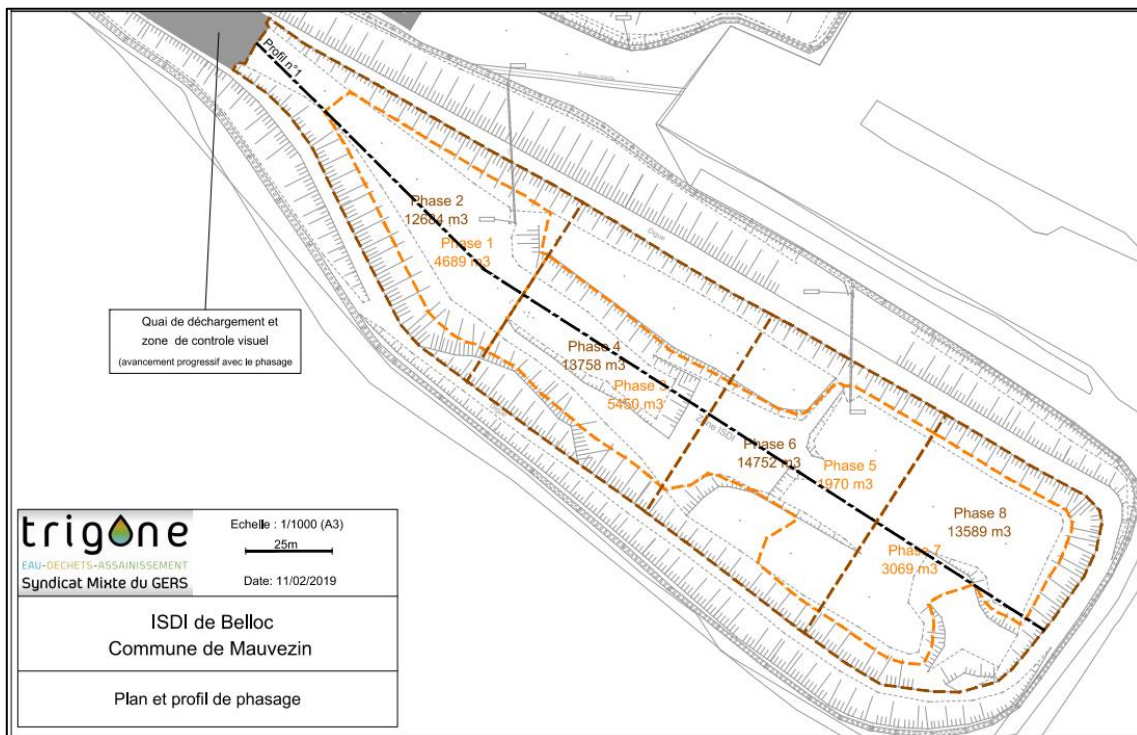 Profil n°1
Phase 2
12684 m3
Phase 1
4689 m3
Digue
Quai de déchargement et
zone de controle visuel
(avancement progressif avec le phasage
Phase 4
13758 m3
Phase 3
5450 m3
ISDI
Phase 6
14752 m3
Phase 5
1970 m3
Phase 8
13589 m3
Phase 7
3069 m3
trigone
EAU-DECHETS-ASSAINISSEMENT
Syndicat Mixte du GERS
Echelle : 1/1000 (A3)
25m
Date: 11/02/2019
ISDI de Belloc
Commune de Mauvezin
Plan et profil de phasage